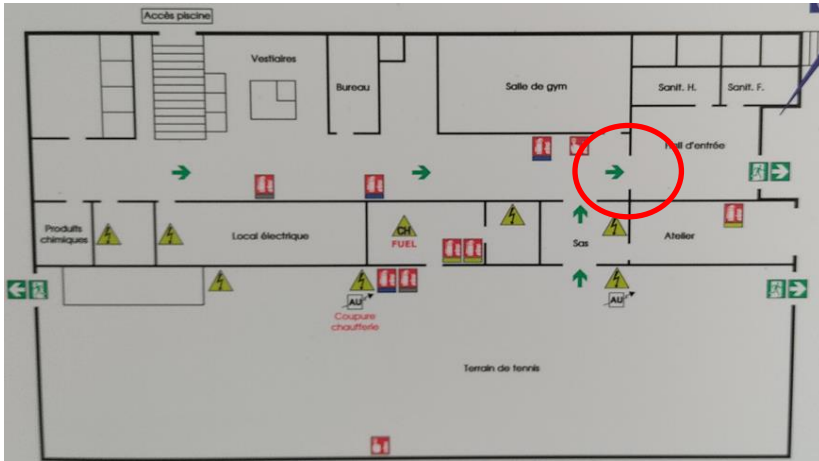 Accès piscine
Vestiaires
Bureau
Salle de gym
Sanit. H.
Sanit. F.
Hall d'entrée
Produits
chimiques
Local électrique
CH
FUEL
Sas
Atelier
AU
Coupure
chaufferie
AU
Terrain de tennis